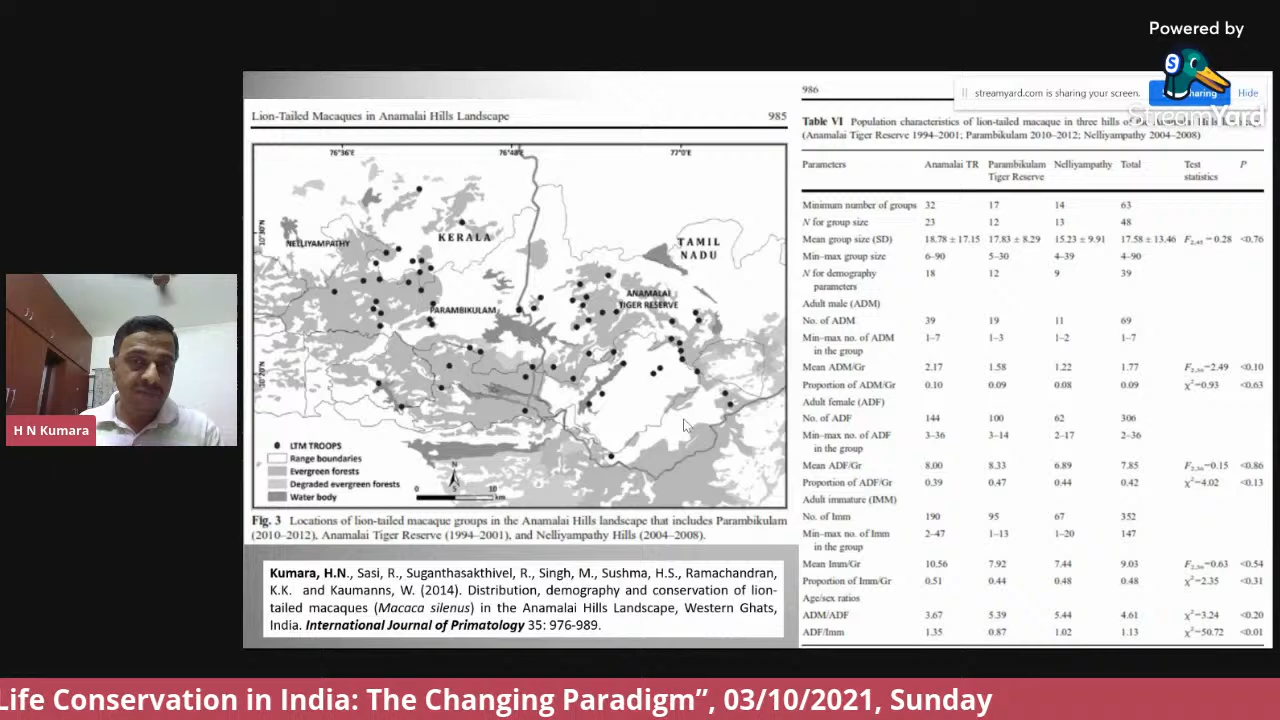 Powered by
StreamYard
streamyard.com is sharing your screen.
Hide
Lion-Tailed Macaques in Anamalai Hills Landscape 985
76°36'E 76°48'E 77°0'E
10°30'N
10°20'N
NELLIYAMPATHY
KERALA
TAMIL
NADU
PARAMBIKULAM
ANAMALAI
TIGER RESERVE
LTM TROOPS
Range boundaries
Evergreen forests
Degraded evergreen forests
Water body
N
0 5 10
km
Fig. 3 Locations of lion-tailed macaque groups in the Anamalai Hills landscape that includes Parambikulam
(2010–2012), Anamalai Tiger Reserve (1994–2001), and Nelliyampathy Hills (2004–2008).
Kumara, H.N., Sasi, R., Suganthasakthivel, R., Singh, M., Sushma, H.S., Ramachandran,
K.K. and Kaumanns, W. (2014). Distribution, demography and conservation of lion-
tailed macaques (Macaca silenus) in the Anamalai Hills Landscape, Western Ghats,
India. International Journal of Primatology 35: 976-989.
986
Table VI Population characteristics of lion-tailed macaque in three hills of
(Anamalai Tiger Reserve 1994–2001; Parambikulam 2010–2012; Nelliyampathy 2004–2008)
Parameters Anamalai TR Parambikulam Nelliyampathy Total Test P
Tiger Reserve statistics
Minimum number of groups 32 17 14 63
N for group size 23 12 13 48
Mean group size (SD) 18.78 ± 17.15 17.83 ± 8.29 15.23 ± 9.91 17.58 ± 13.46 F2,45 = 0.28 <0.76
Min–max group size 6–90 5–30 4–39 4–90
N for demography 18 12 9 39
parameters
Adult male (ADM)
No. of ADM 39 19 11 69
Min–max no. of ADM 1–7 1–3 1–2 1–7
in the group
Mean ADM/Gr 2.17 1.58 1.22 1.77 F2,36=2.49 <0.10
Proportion of ADM/Gr 0.10 0.09 0.08 0.09 χ²=0.93 <0.63
Adult female (ADF)
No. of ADF 144 100 62 306
Min–max no. of ADF 3–36 3–14 2–17 2–36
in the group
Mean ADF/Gr 8.00 8.33 6.89 7.85 F2,36=0.15 <0.86
Proportion of ADF/Gr 0.39 0.47 0.44 0.42 χ²=4.02 <0.13
Adult immature (IMM)
No. of Imm 190 95 67 352
Min–max no. of Imm 2–47 1–13 1–20 147
in the group
Mean Imm/Gr 10.56 7.92 7.44 9.03 F2,36=0.63 <0.54
Proportion of Imm/Gr 0.51 0.44 0.48 0.48 χ²=2.35 <0.31
Age/sex ratios
ADM/ADF 3.67 5.39 5.44 4.61 χ²=3.24 <0.20
ADF/Imm 1.35 0.87 1.02 1.13 χ²=50.72 <0.01
H N Kumara
Life Conservation in India: The Changing Paradigm”, 03/10/2021, Sunday